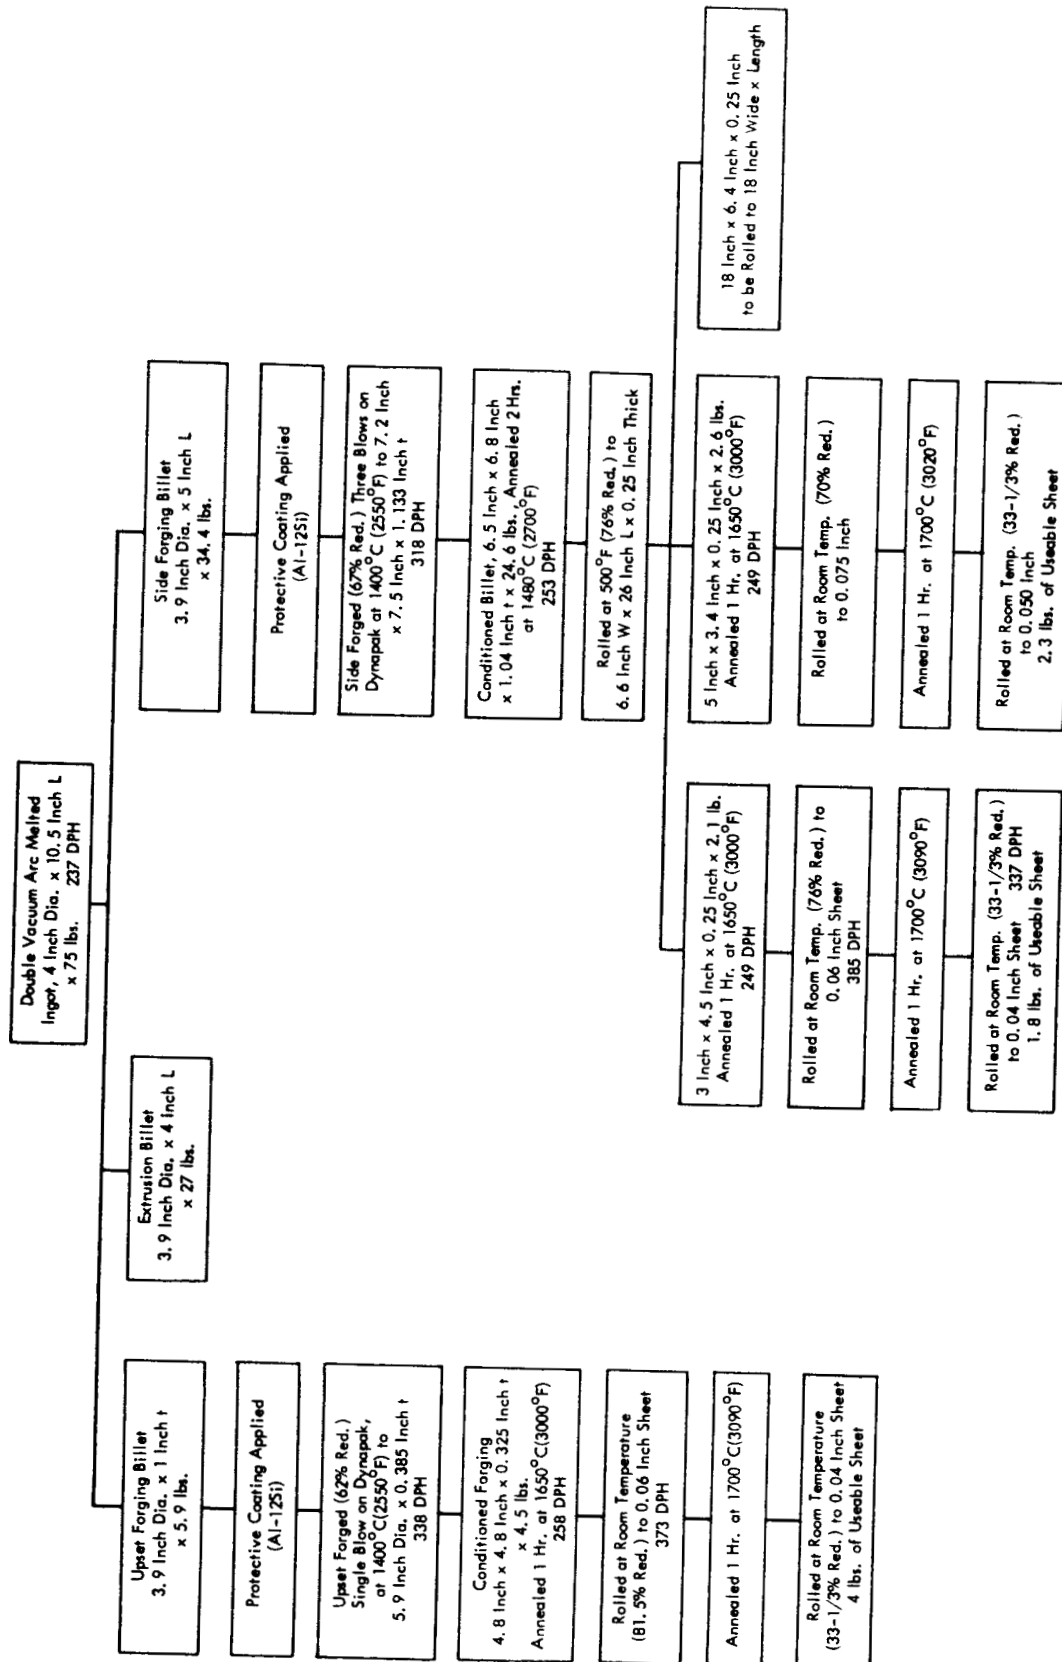 Double Vacuum Arc Melted
Ingot, 4 Inch Dia. x 10.5 Inch L
x 75 lbs. 237 DPH
Upset Forging Billet
3.9 Inch Dia. x 1 Inch t
x 5.9 lbs.
Protective Coating Applied
(Al-12Si)
Upset Forged (62% Red.)
Single Blow on Dynapak,
at 1400°C(2550°F) to
5.9 Inch Dia. x 0.385 Inch t
338 DPH
Conditioned Forging
4.8 Inch x 4.8 Inch x 0.325 Inch t
x 4.5 lbs.
Annealed 1 Hr. at 1650°C(3000°F)
258 DPH
Rolled at Room Temperature
(81.5% Red.) to 0.06 Inch Sheet
373 DPH
Annealed 1 Hr. at 1700°C(3090°F)
Rolled at Room Temperature
(33-1/3% Red.) to 0.04 Inch Sheet
4 lbs. of Useable Sheet
Extrusion Billet
3.9 Inch Dia. x 4 Inch L
x 27 lbs.
Side Forging Billet
3.9 Inch Dia. x 5 Inch L
x 34.4 lbs.
Protective Coating Applied
(Al-12Si)
Side Forged (67% Red.) Three Blows on
Dynapak at 1400°C (2550°F) to 7.2 Inch
x 7.5 Inch x 1.133 Inch t
318 DPH
Conditioned Billet, 6.5 Inch x 6.8 Inch
x 1.04 Inch t x 24.6 lbs., Annealed 2 Hrs.
at 1480°C (2700°F)
253 DPH
Rolled at 500°F (76% Red.) to
6.6 Inch W x 26 Inch L x 0.25 Inch Thick
3 Inch x 4.5 Inch x 0.25 Inch x 2.1 lb.
Annealed 1 Hr. at 1650°C (3000°F)
249 DPH
Rolled at Room Temp. (76% Red.) to
0.06 Inch Sheet
385 DPH
Annealed 1 Hr. at 1700°C (3090°F)
Rolled at Room Temp. (33-1/3% Red.)
to 0.04 Inch Sheet 337 DPH
1.8 lbs. of Useable Sheet
5 Inch x 3.4 Inch x 0.25 Inch x 2.6 lbs.
Annealed 1 Hr. at 1650°C (3000°F)
249 DPH
Rolled at Room Temp. (70% Red.)
to 0.075 Inch
Annealed 1 Hr. at 1700°C (3020°F)
Rolled at Room Temp. (33-1/3% Red.)
to 0.050 Inch
2.3 lbs. of Useable Sheet
18 Inch x 6.4 Inch x 0.25 Inch
to be Rolled to 18 Inch Wide x Length